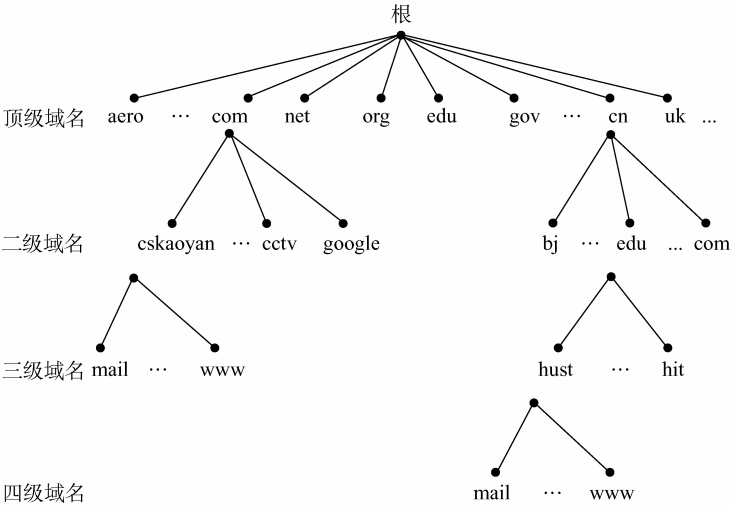 根
顶级域名 aero ··· com net org edu gov ··· cn uk ...
二级域名 cskaoyan ··· cctv google bj ··· edu ... com
三级域名 mail ··· www hust ··· hit
四级域名 mail ··· www